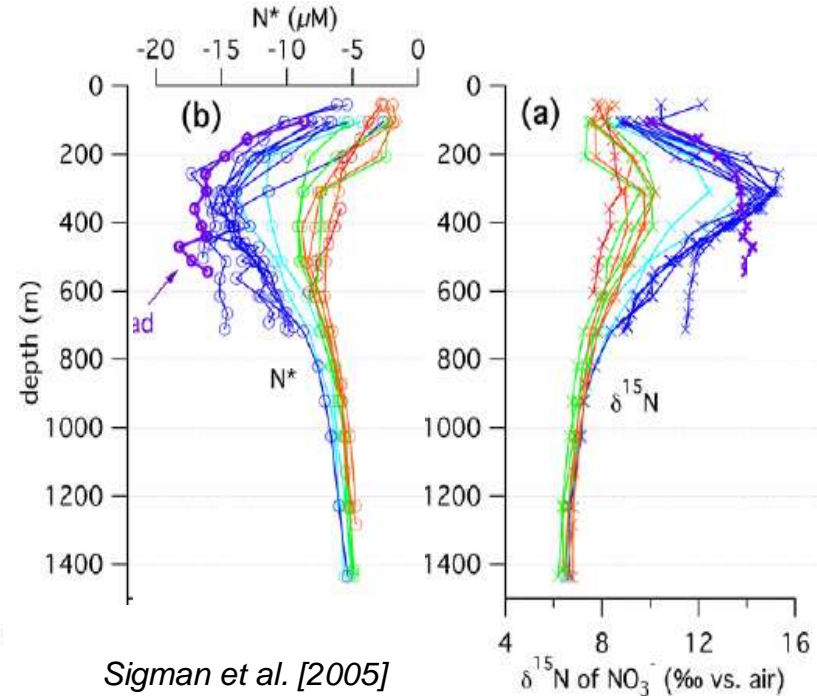 N* (μM)
-20 -15 -10 -5 0
0
200
400
600
800
1000
1200
1400
depth (m)
(b)
ad
N*
0
200
400
600
800
1000
1200
1400
(a)
δ¹⁵N
4 8 12 16
δ¹⁵N of NO₃⁻ (‰ vs. air)
Sigman et al. [2005]